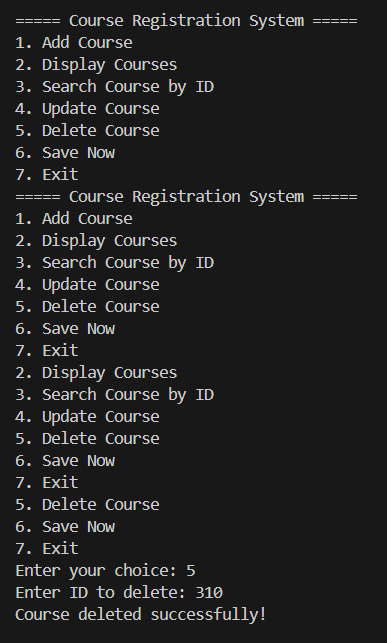 ===== Course Registration System =====
1. Add Course
2. Display Courses
3. Search Course by ID
4. Update Course
5. Delete Course
6. Save Now
7. Exit
===== Course Registration System =====
1. Add Course
2. Display Courses
3. Search Course by ID
4. Update Course
5. Delete Course
6. Save Now
7. Exit
2. Display Courses
3. Search Course by ID
4. Update Course
5. Delete Course
6. Save Now
7. Exit
5. Delete Course
6. Save Now
7. Exit
Enter your choice: 5
Enter ID to delete: 310
Course deleted successfully!